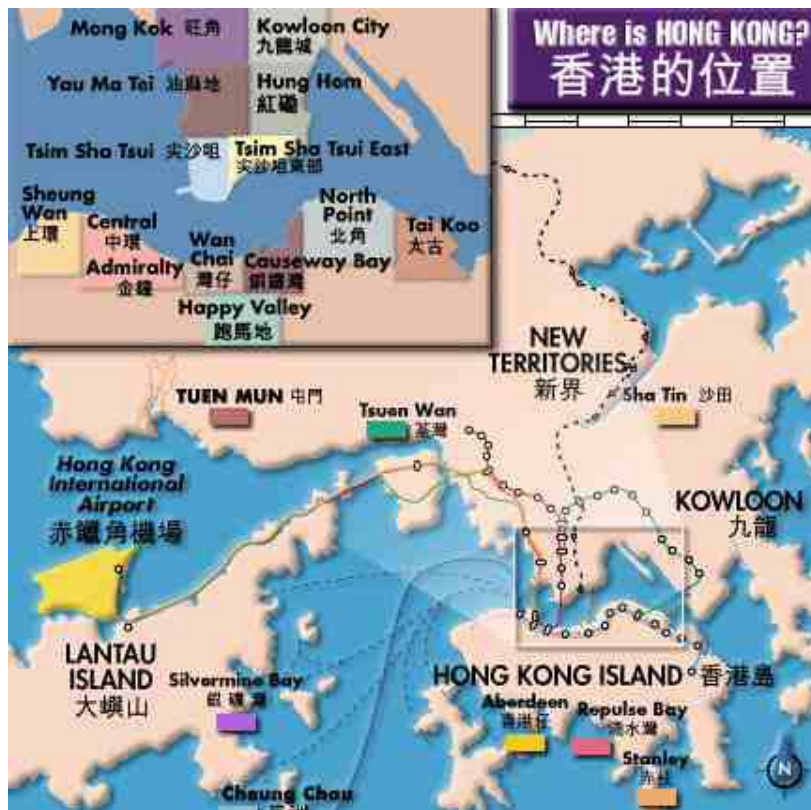 Where is HONG KONG?
香港的位置
Mong Kok 旺角
Kowloon City
九龍城
Yau Ma Tei 油麻地
Hung Hom
紅磡
Tsim Sha Tsui 尖沙咀
Tsim Sha Tsui East
尖沙咀東部
Sheung
Wan
上環
Central
中環
Admiralty
金鐘
Wan
Chai
灣仔
Causeway Bay
銅鑼灣
North
Point
北角
Tai Koo
太古
Happy Valley
跑馬地
NEW
TERRITORIES
新界
TUEN MUN 屯門
Tsuen Wan
荃灣
Sha Tin 沙田
Hong Kong
International
Airport
赤鱲角機場
KOWLOON
九龍
LANTAU
ISLAND
大嶼山
Silvermine Bay
銀礦灣
HONG KONG ISLAND 香港島
Aberdeen
香港仔
Repulse Bay
淺水灣
Stanley
赤柱
Cheung Chau
N